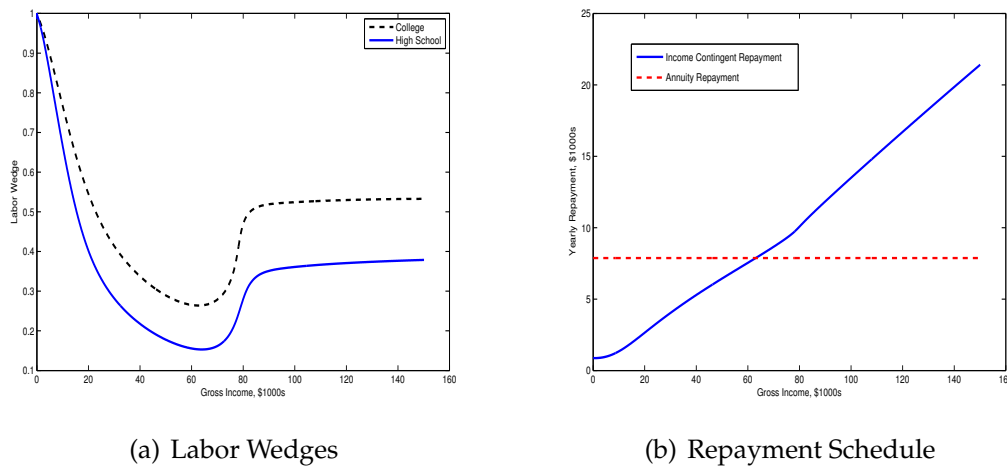 College
High School
1
0.9
0.8
0.7
0.6
0.5
0.4
0.3
0.2
0.1
Labor Wedge
0 20 40 60 80 100 120 140 160
Gross Income, $1000s
(a) Labor Wedges
Income Contingent Repayment
Annuity Repayment
25
20
15
10
5
0
Yearly Repayment, $1000s
0 20 40 60 80 100 120 140 160
Gross Income, $1000s
(b) Repayment Schedule